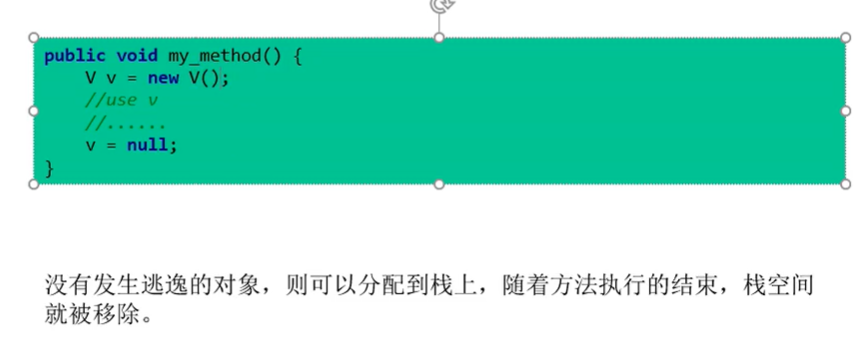 public void my_method() {
    V v = new V();
    //use v
    //......
    v = null;
}
没有发生逃逸的对象，则可以分配到栈上，随着方法执行的结束，栈空间
就被移除。